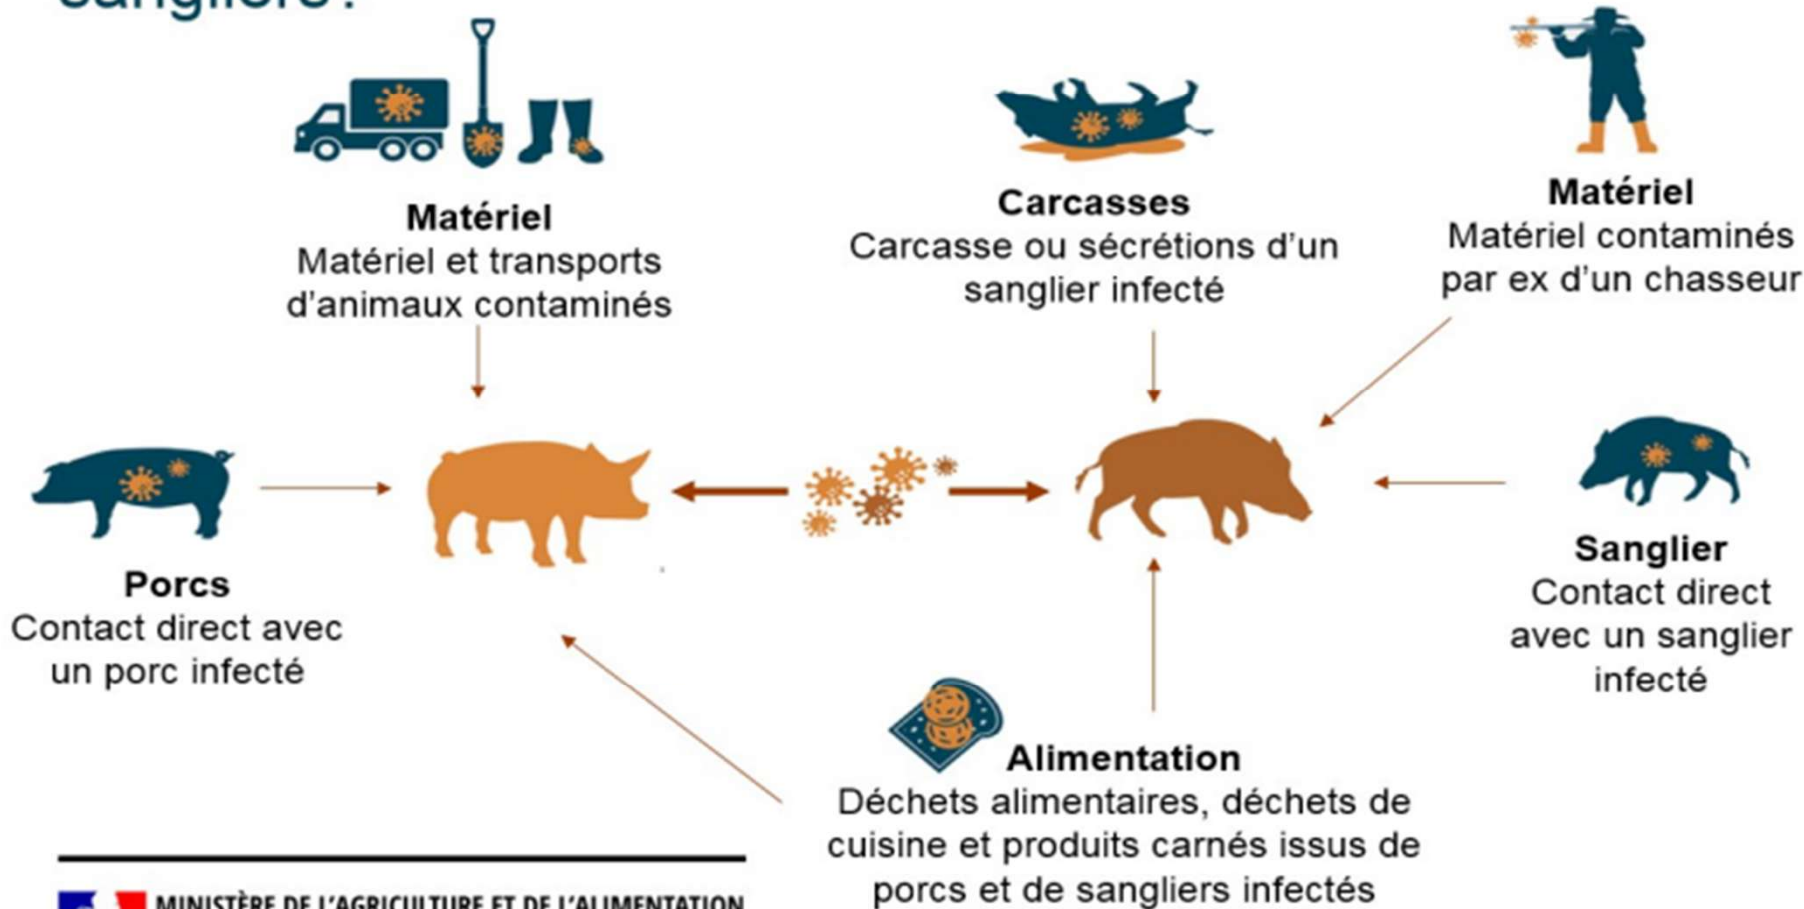 sangliers?
Matériel
Matériel et transports
d'animaux contaminés
Carcasses
Carcasse ou sécrétions d'un
sanglier infecté
Matériel
Matériel contaminés
par ex d'un chasseur
Porcs
Contact direct avec
un porc infecté
Sanglier
Contact direct
avec un sanglier
infecté
Alimentation
Déchets alimentaires, déchets de
cuisine et produits carnés issus de
porcs et de sangliers infectés
MINISTÈRE DE L'AGRICULTURE ET DE L'ALIMENTATION